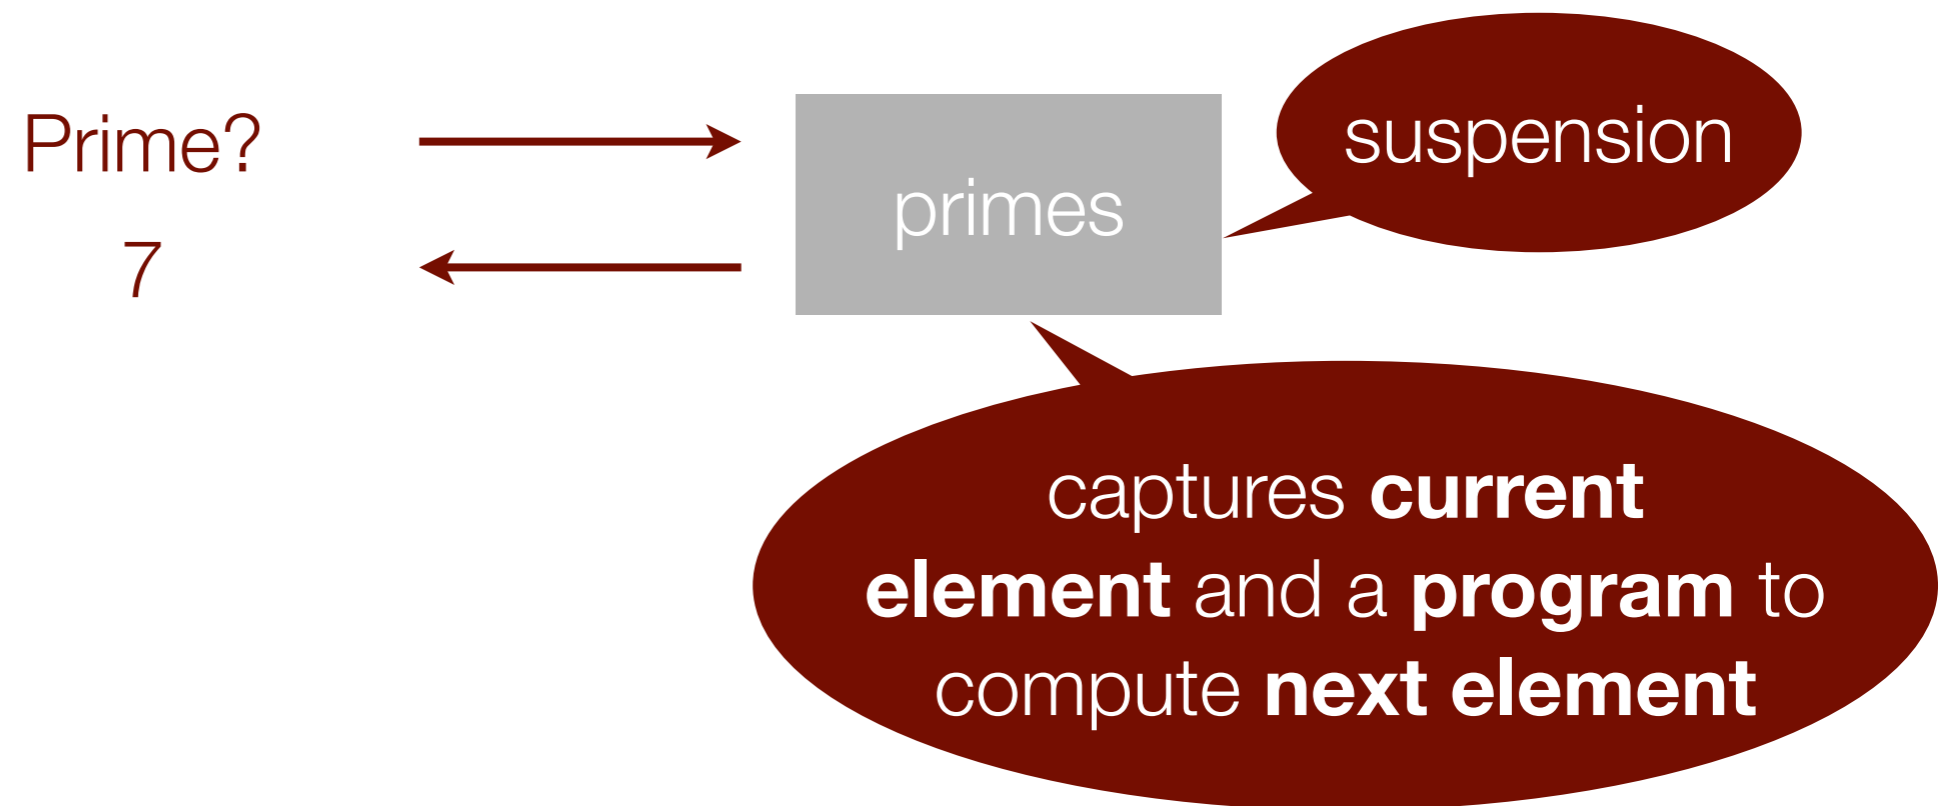 Prime?
7
primes
suspension
captures current
element and a program to
compute next element